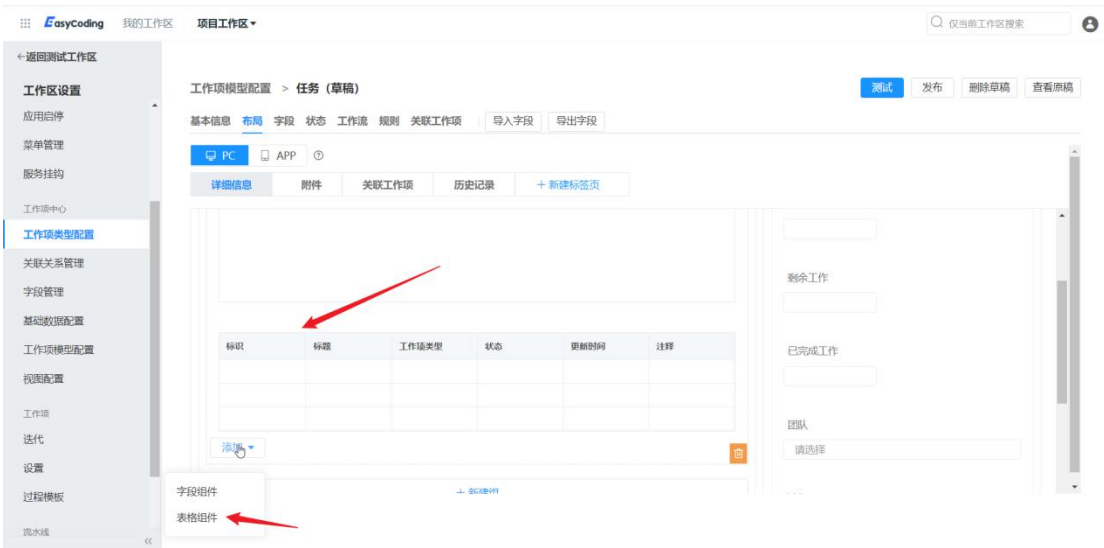 EasyCoding 我的工作区 项目工作区 仅当前工作区搜索
←返回测试工作区
工作区设置
应用启停
菜单管理
服务挂钩
工作项中心
工作项类型配置
关联关系管理
字段管理
基础数据配置
工作项模型配置
视图配置
工作项
迭代
设置
过程模板
流水线
工作项模型配置 > 任务（草稿）
测试 发布 删除草稿 查看原稿
基本信息 布局 字段 状态 工作流 规则 关联工作项 导入字段 导出字段
PC APP
详细信息 附件 关联工作项 历史记录 + 新建标签页
标识 标题 工作项类型 状态 更新时间 注释
添加
+ 新建组
字段组件
表格组件
剩余工作
已完成工作
团队
请选择